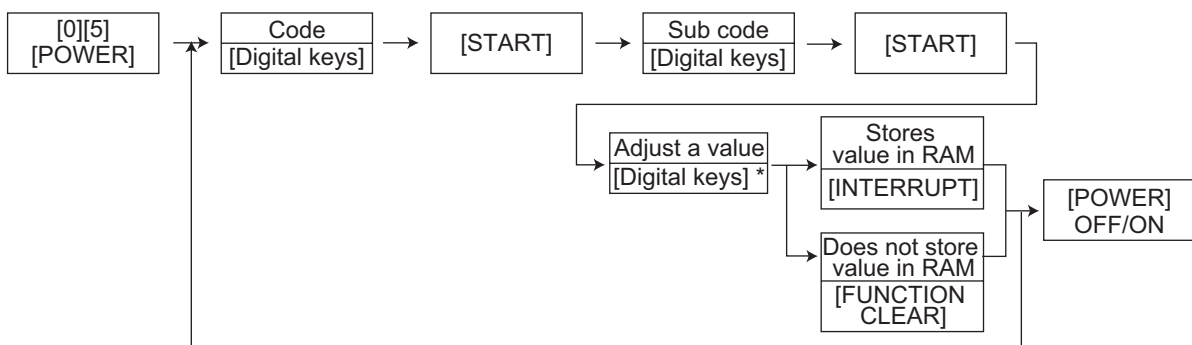 [0][5]
[POWER]
Code
[Digital keys]
[START]
Sub code
[Digital keys]
[START]
Adjust a value
[Digital keys] *
Stores
value in RAM
[INTERRUPT]
Does not store
value in RAM
[FUNCTION
CLEAR]
[POWER]
OFF/ON